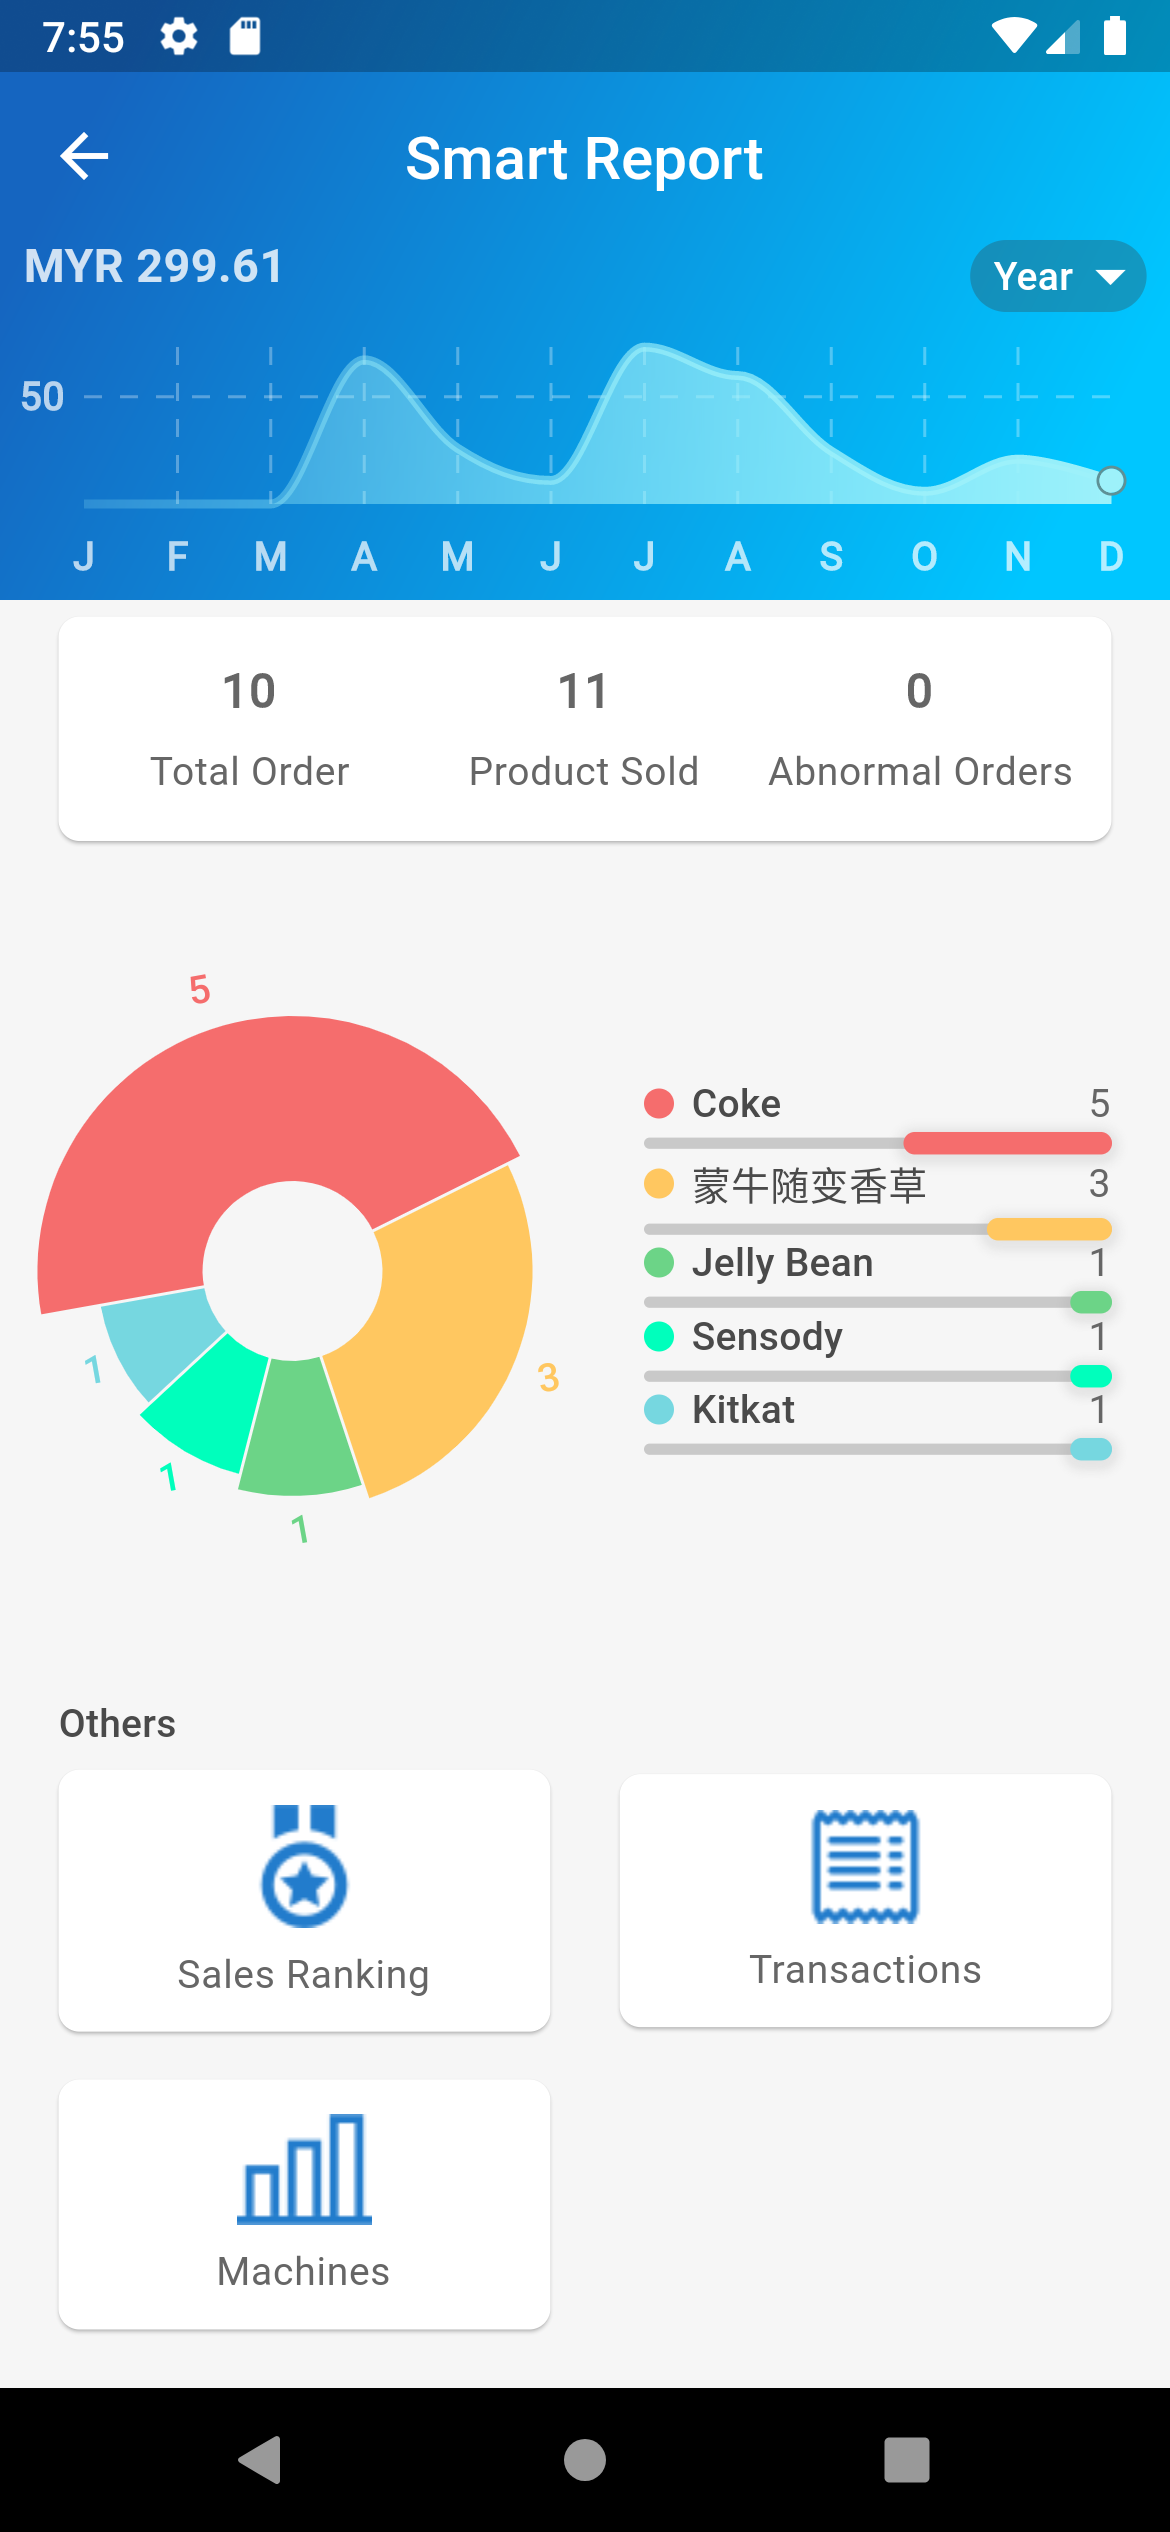 7:55
Smart Report
MYR 299.61
Year
50
J F M A M J J A S O N D
10 11 0
Total Order Product Sold Abnormal Orders
5
Coke 5
蒙牛随变香草 3
Jelly Bean 1
Sensody 1
1
3
Kitkat 1
1
1
Others
Sales Ranking
Transactions
Machines